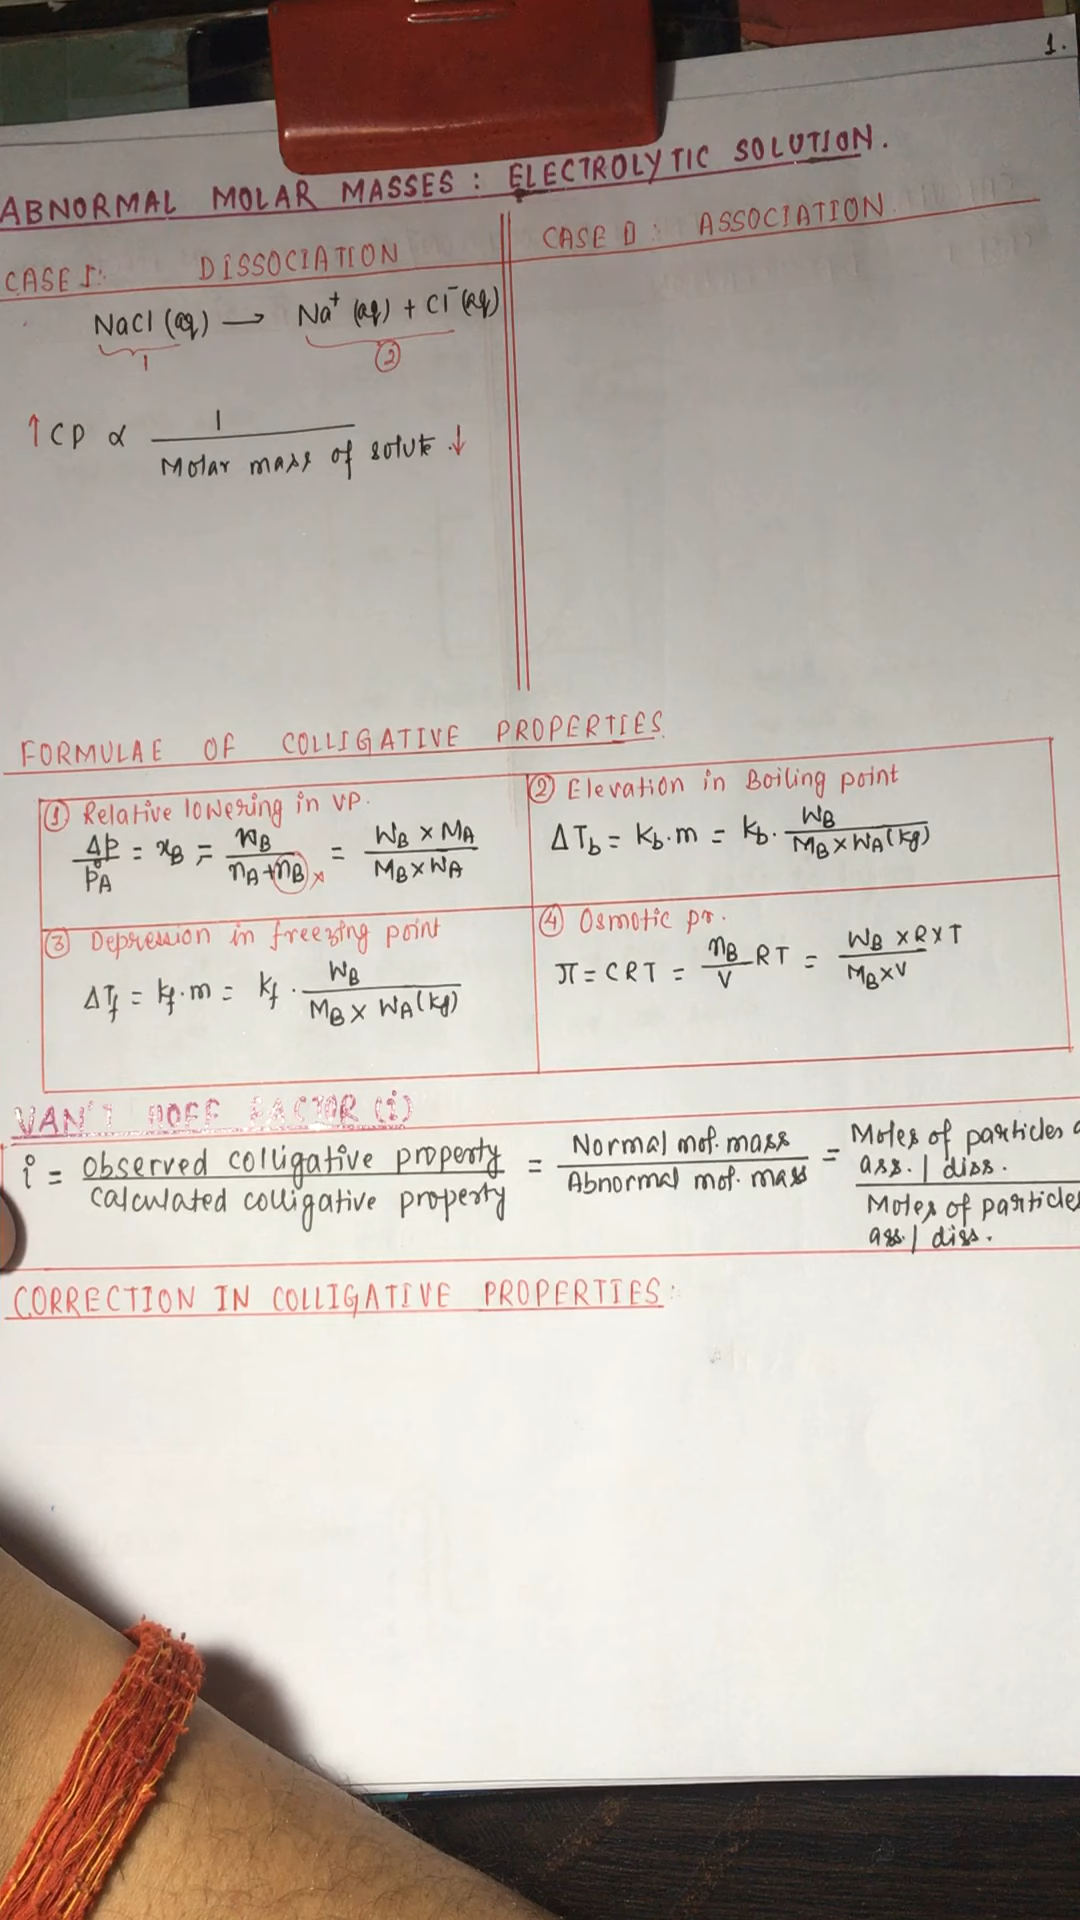 1.
ABNORMAL MOLAR MASSES : ELECTROLYTIC SOLUTION.
CASE I: DISSOCIATION
NaCl (aq) → Na⁺ (aq) + Cl⁻ (aq)
1 2
↑ CP ∝ 1 / Molar mass of solute ↓
CASE II : ASSOCIATION
FORMULAE OF COLLIGATIVE PROPERTIES
① Relative lowering in VP.
Δp / p°A = xB = nB / nA + nB × = WB × MA / MB × WA
② Elevation in Boiling point
ΔTb = Kb.m = Kb. WB / MB × WA (kg)
③ Depression in freezing point
ΔTf = Kf.m = Kf . WB / MB × WA (kg)
④ Osmotic pr.
π = CRT = nB / V RT = WB × R × T / MB × V
VAN'T HOFF FACTOR (i)
i = observed colligative property / calculated colligative property = Normal mol. mass / Abnormal mol. mass = Moles of particles ass. / diss. / Moles of particles ass. / diss.
CORRECTION IN COLLIGATIVE PROPERTIES :